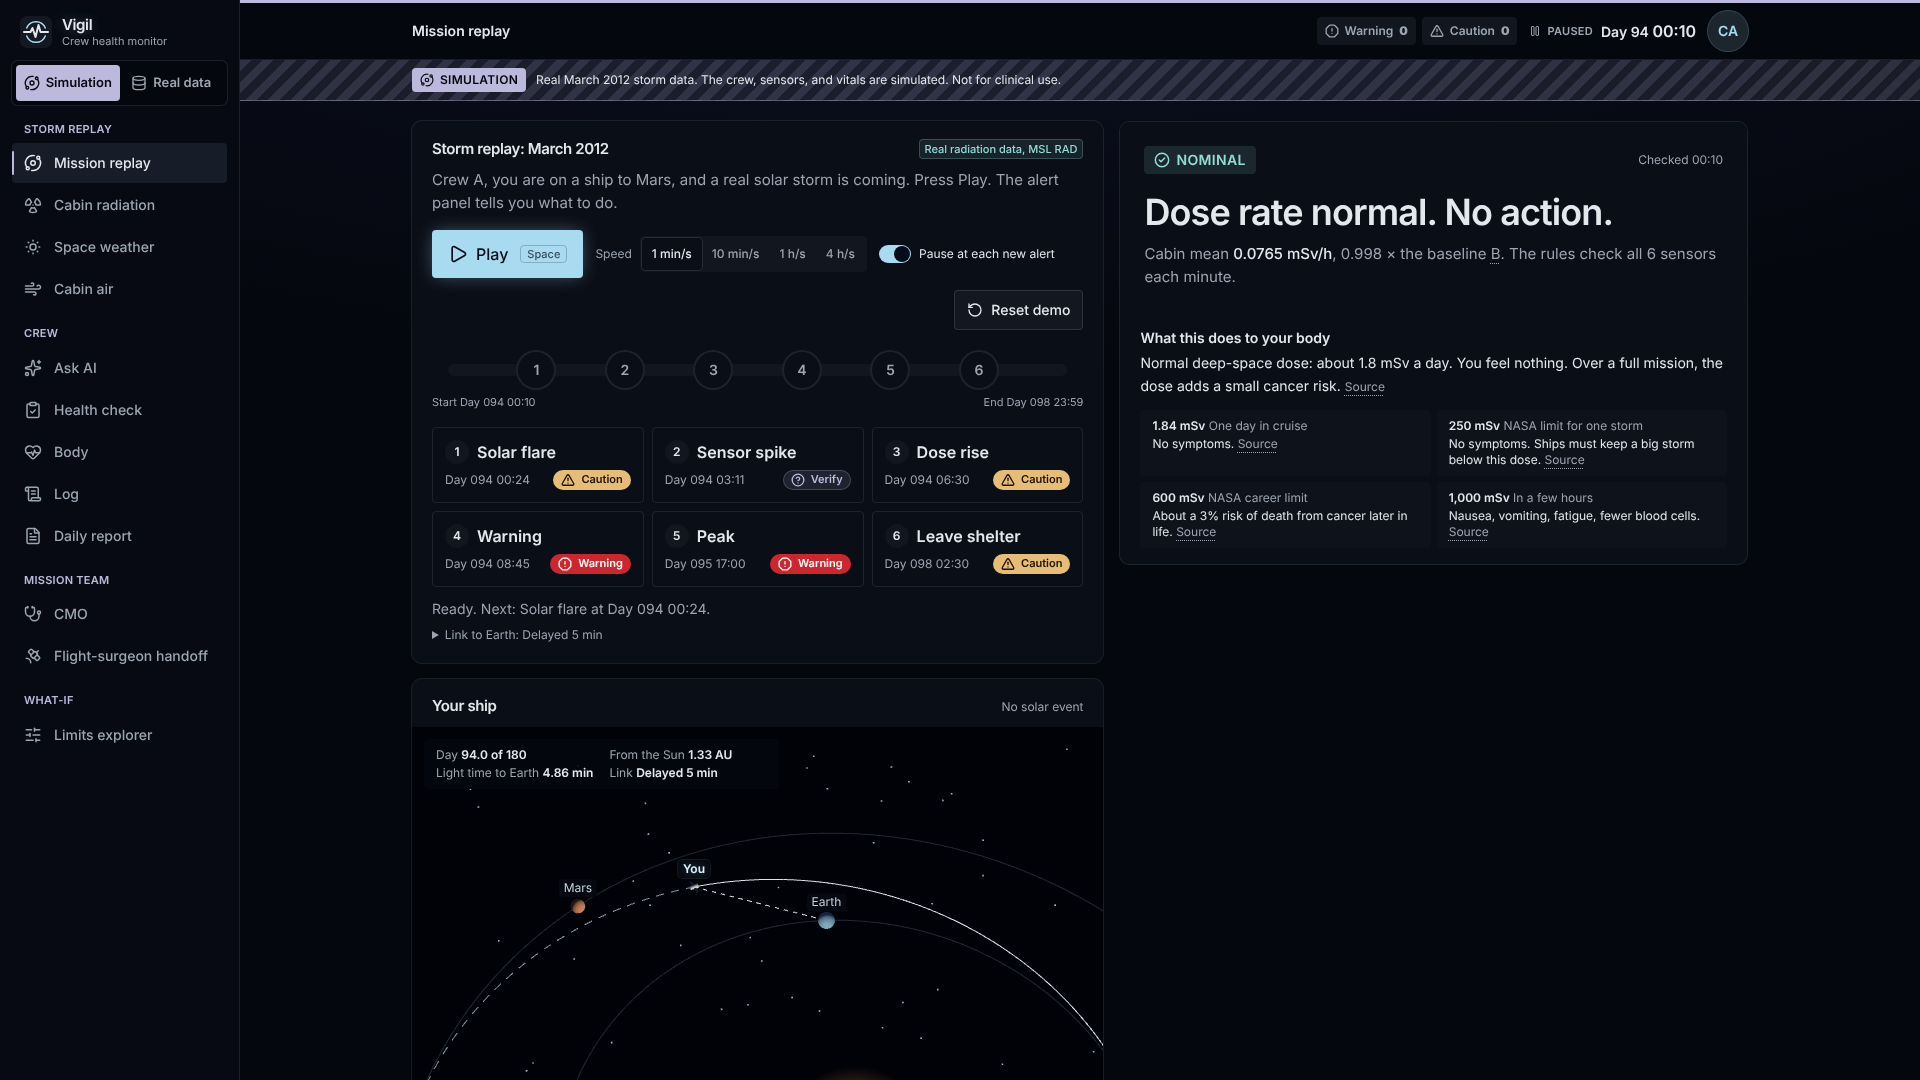 Vigil
Crew health monitor
Simulation
Real data
STORM REPLAY
Mission replay
Cabin radiation
Space weather
Cabin air
CREW
Ask AI
Health check
Body
Log
Daily report
MISSION TEAM
CMO
Flight-surgeon handoff
WHAT-IF
Limits explorer
Mission replay
Warning 0
Caution 0
PAUSED Day 94 00:10
CA
SIMULATION Real March 2012 storm data. The crew, sensors, and vitals are simulated. Not for clinical use.
Storm replay: March 2012
Real radiation data, MSL RAD
Crew A, you are on a ship to Mars, and a real solar storm is coming. Press Play. The alert
panel tells you what to do.
Play Space
Speed 1 min/s 10 min/s 1 h/s 4 h/s
Pause at each new alert
Reset demo
1 2 3 4 5 6
Start Day 094 00:10
End Day 098 23:59
1 Solar flare
Day 094 00:24 Caution
2 Sensor spike
Day 094 03:11 Verify
3 Dose rise
Day 094 06:30 Caution
4 Warning
Day 094 08:45 Warning
5 Peak
Day 095 17:00 Warning
6 Leave shelter
Day 098 02:30 Caution
Ready. Next: Solar flare at Day 094 00:24.
Link to Earth: Delayed 5 min
Your ship
No solar event
Day 94.0 of 180 From the Sun 1.33 AU
Light time to Earth 4.86 min Link Delayed 5 min
You
Mars
Earth
NOMINAL
Checked 00:10
Dose rate normal. No action.
Cabin mean 0.0765 mSv/h, 0.998 × the baseline B. The rules check all 6 sensors
each minute.
What this does to your body
Normal deep-space dose: about 1.8 mSv a day. You feel nothing. Over a full mission, the
dose adds a small cancer risk. Source
1.84 mSv One day in cruise
No symptoms. Source
250 mSv NASA limit for one storm
No symptoms. Ships must keep a big storm
below this dose. Source
600 mSv NASA career limit
About a 3% risk of death from cancer later in
life. Source
1,000 mSv In a few hours
Nausea, vomiting, fatigue, fewer blood cells.
Source